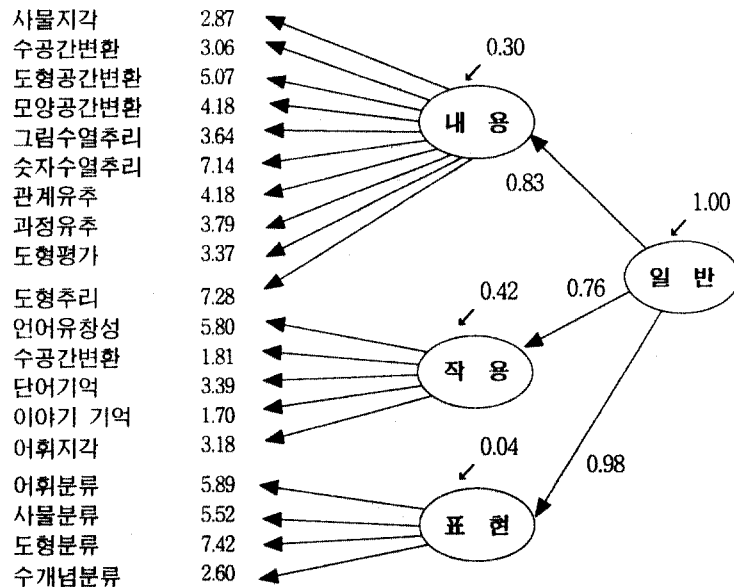 사물지각 2.87
수공간변환 3.06
도형공간변환 5.07
모양공간변환 4.18
그림수열추리 3.64
숫자수열추리 7.14
관계유추 4.18
과정유추 3.79
도형평가 3.37
도형추리 7.28
언어유창성 5.80
수공간변환 1.81
단어기억 3.39
이야기 기억 1.70
어휘지각 3.18
어휘분류 5.89
사물분류 5.52
도형분류 7.42
수개념분류 2.60
0.30
내 용
0.83
1.00
일 반
0.42
0.76
작 용
0.04
0.98
표 현